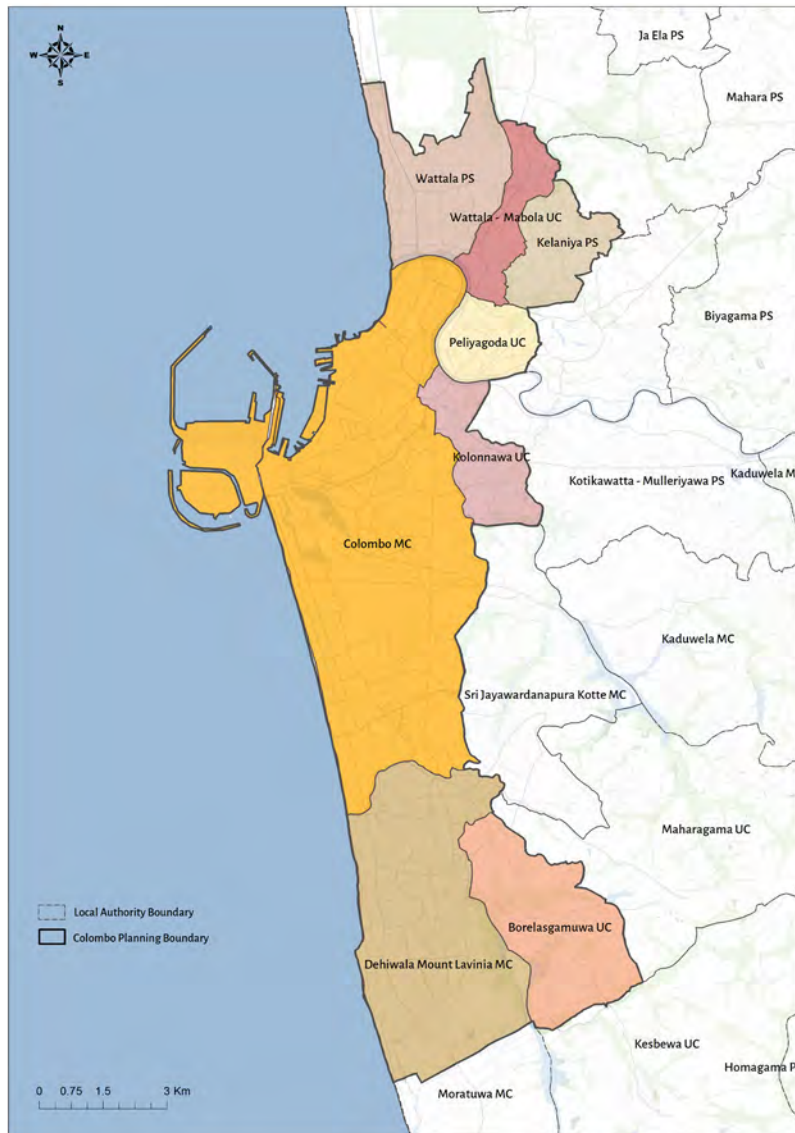 N
W E
S
Ja Ela PS
Mahara PS
Wattala PS
Wattala - Mabola UC
Kelaniya PS
Biyagama PS
Peliyagoda UC
Kolonnawa UC
Kaduwela M
Kotikawatta - Mulleriyawa PS
Colombo MC
Kaduwela MC
Sri Jayawardanapura Kotte MC
Maharagama UC
Local Authority Boundary
Borelasgamuwa UC
Colombo Planning Boundary
Dehiwala Mount Lavinia MC
Kesbewa UC
Homagama P
0 0.75 1.5 3 Km
Moratuwa MC